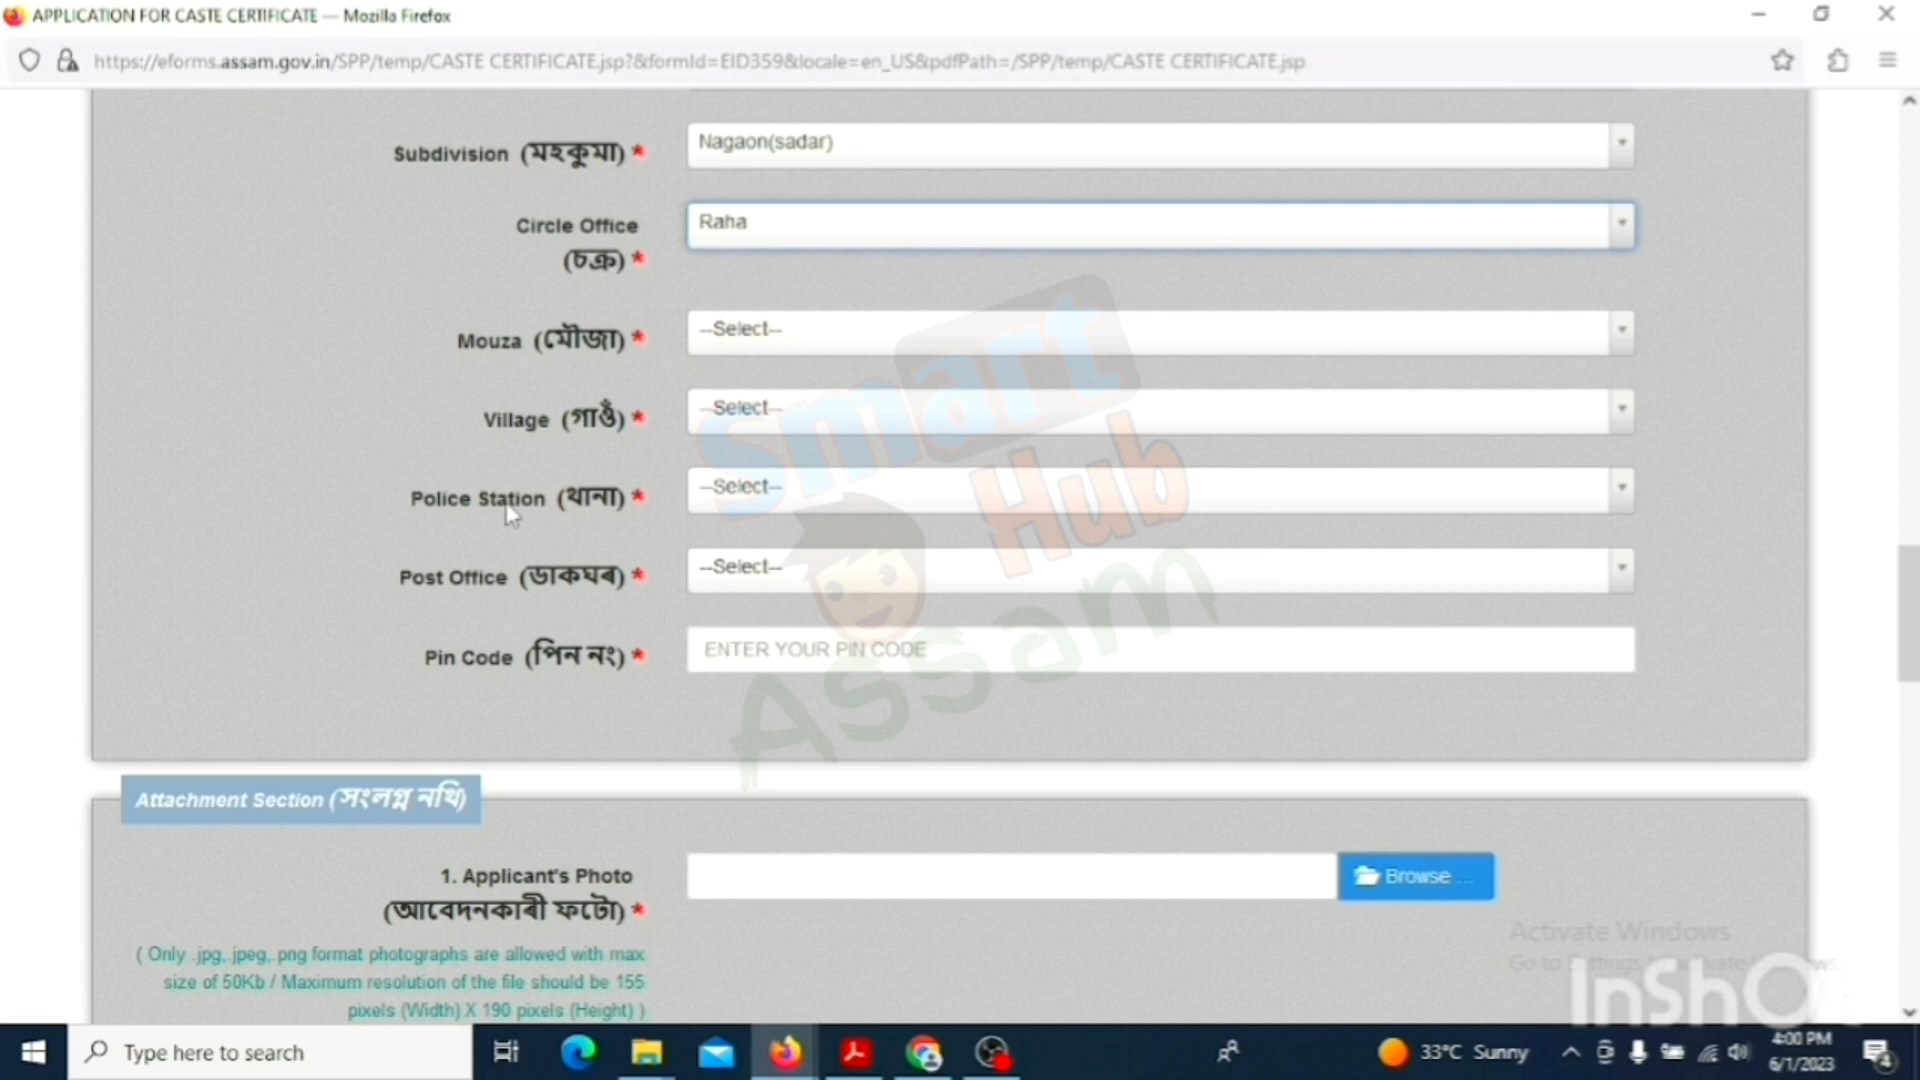 APPLICATION FOR CASTE CERTIFICATE — Mozilla Firefox
https://eforms.assam.gov.in/SPP/temp/CASTE CERTIFICATE.jsp?&formId=EID359&locale=en_US&pdfPath=/SPP/temp/CASTE CERTIFICATE.jsp
Subdivision (মহকুমা) * Nagaon(sadar)
Circle Office Raha
(চক্ৰ) *
Mouza (মৌজা) * --Select--
Village (গাওঁ) * --Select--
Police Station (থানা) * --Select--
Post Office (ডাকঘৰ) * --Select--
Pin Code (পিন নং) * ENTER YOUR PIN CODE
Smart
Hub
Assam
Attachment Section (সংলগ্ন নথি)
1. Applicant's Photo Browse ...
(আবেদনকাৰী ফটো) *
( Only .jpg,.jpeg,.png format photographs are allowed with max
size of 50Kb / Maximum resolution of the file should be 155
pixels (Width) X 190 pixels (Height) )
Activate Windows
Go to Settings
InShO
Type here to search
33°C Sunny
4:00 PM
6/1/2023
4